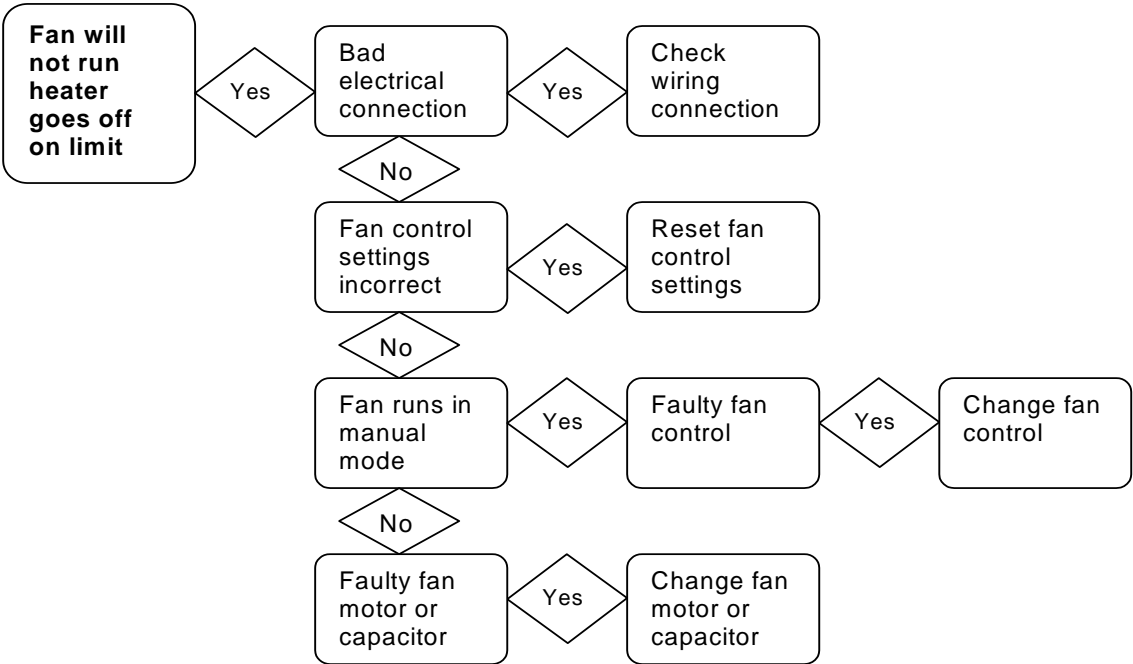 Fan will
not run
heater
goes off
on limit
Yes
Bad
electrical
connection
Yes
Check
wiring
connection
No
Fan control
settings
incorrect
Yes
Reset fan
control
settings
No
Fan runs in
manual
mode
Yes
Faulty fan
control
Yes
Change fan
control
No
Faulty fan
motor or
capacitor
Yes
Change fan
motor or
capacitor